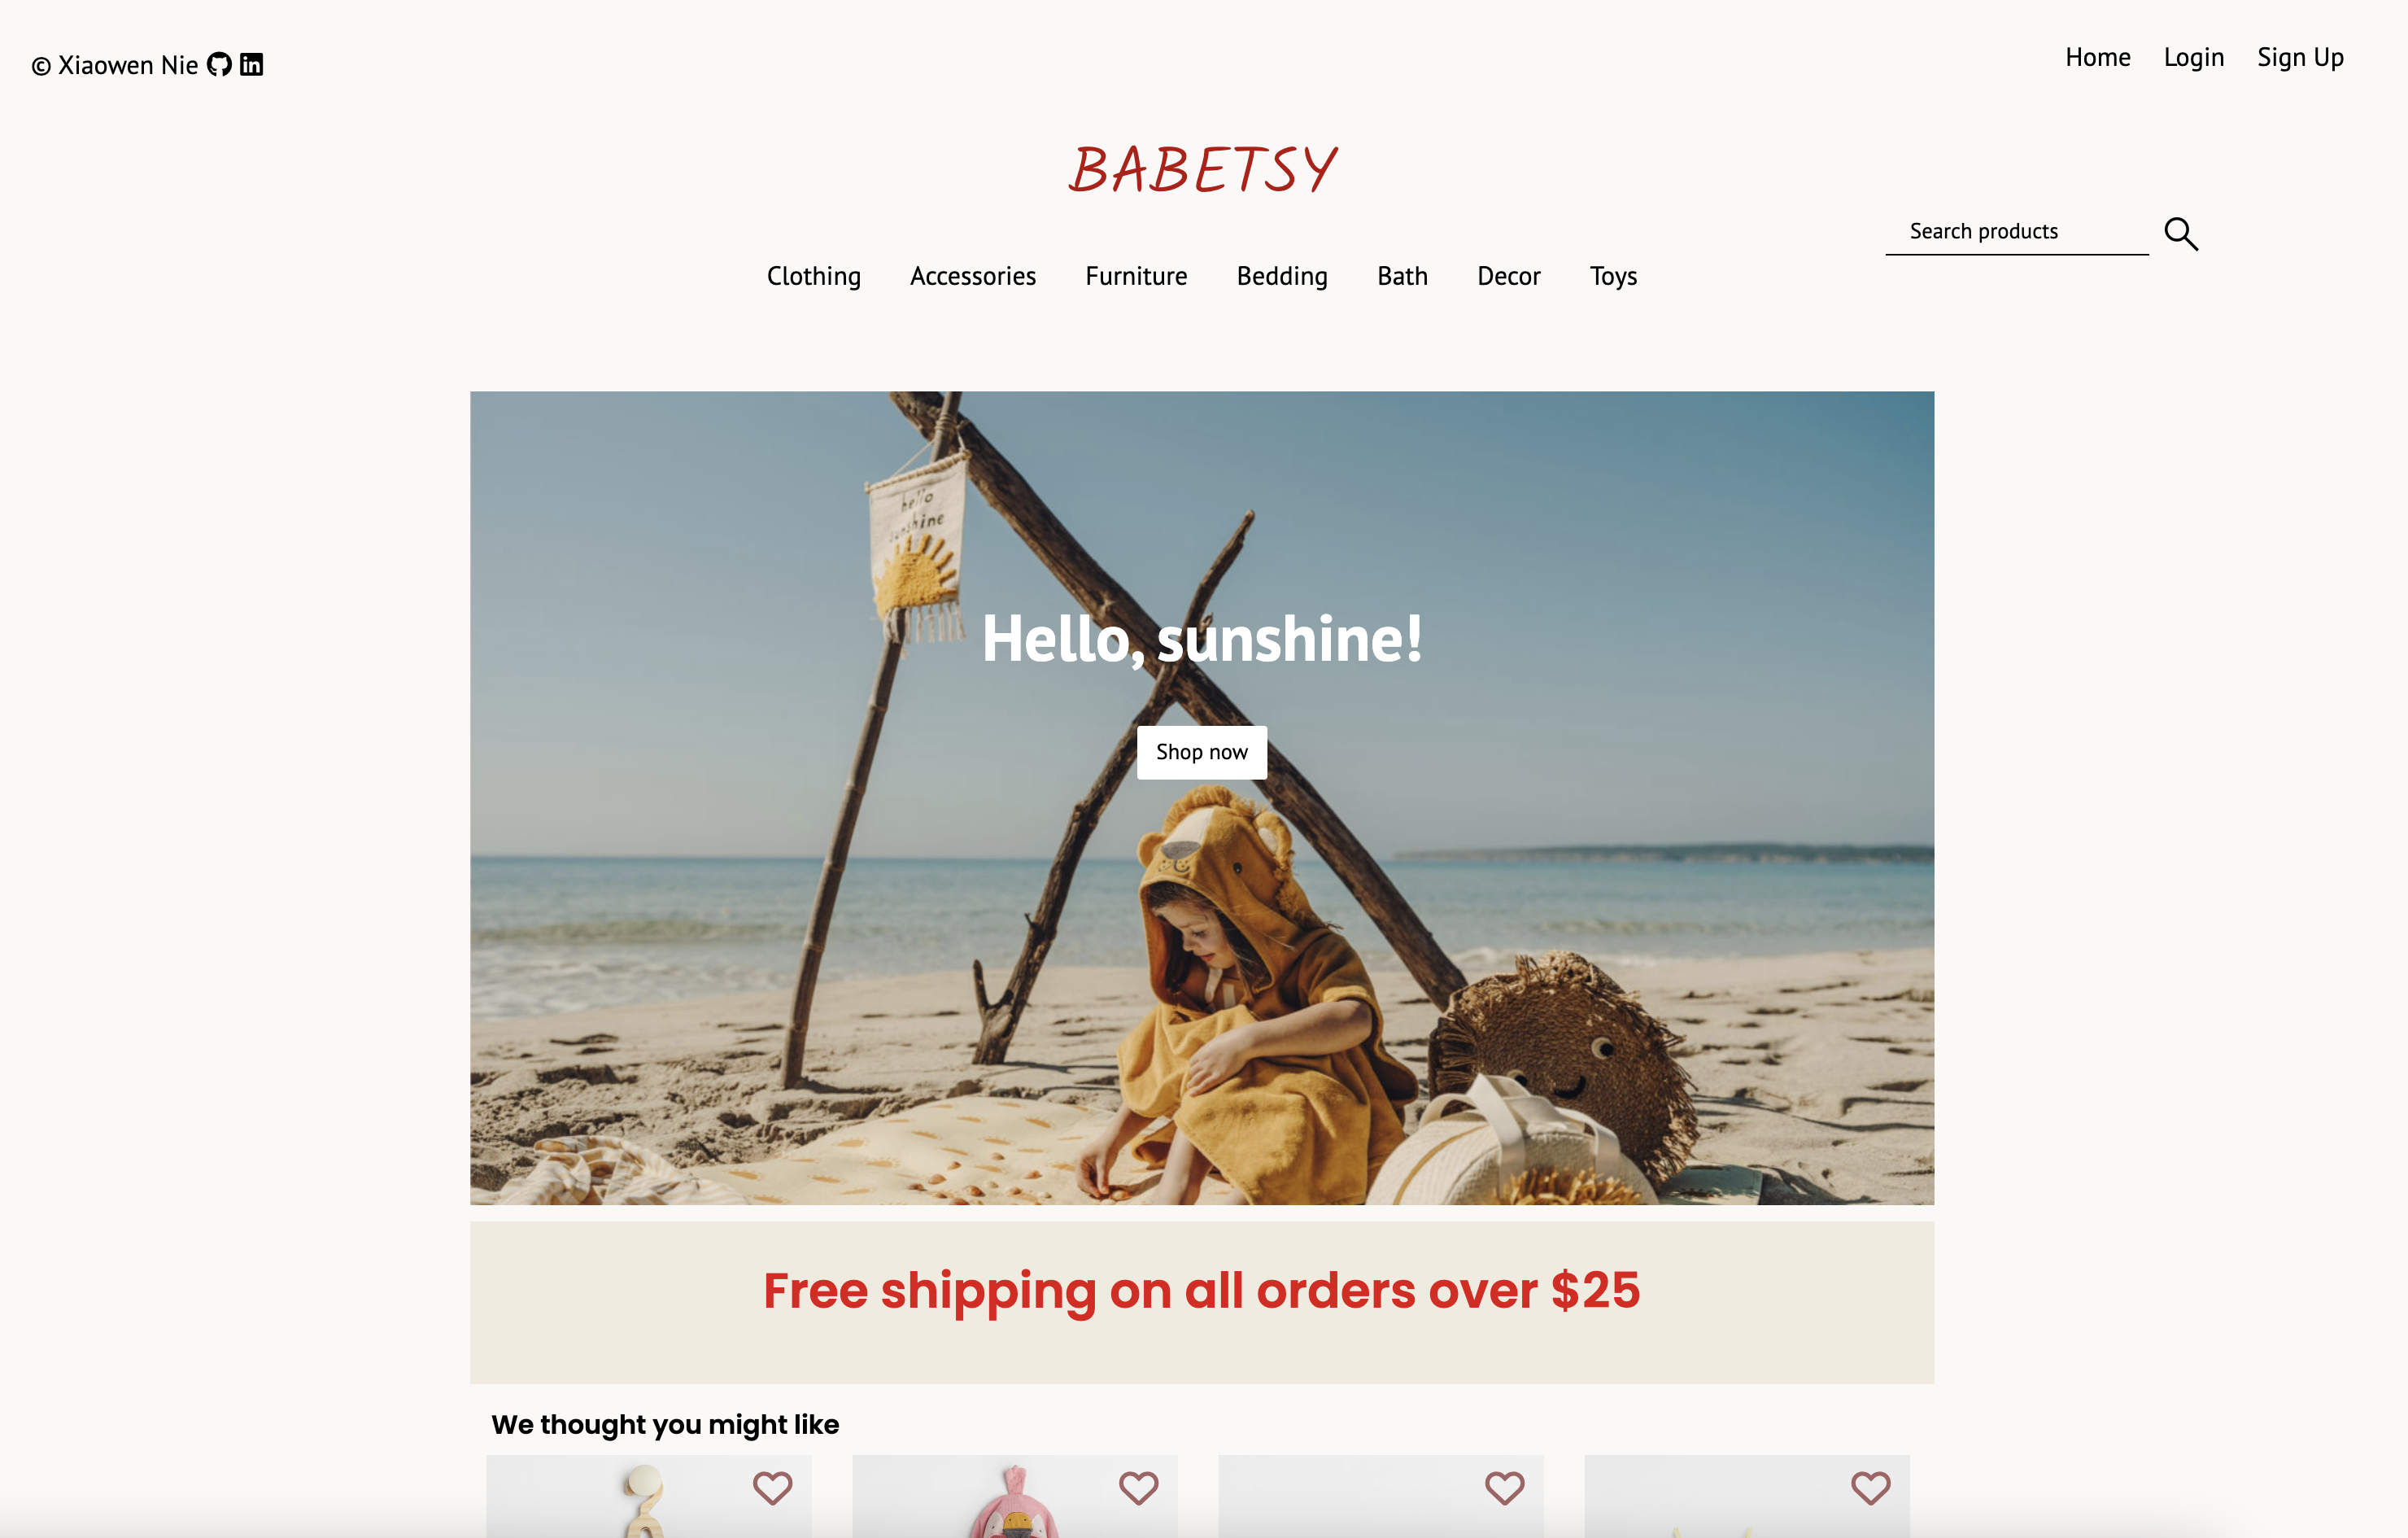 © Xiaowen Nie
Home Login Sign Up
BABETSY
Search products
Clothing Accessories Furniture Bedding Bath Decor Toys
hello
sunshine
Hello, sunshine!
Shop now
Free shipping on all orders over $25
We thought you might like